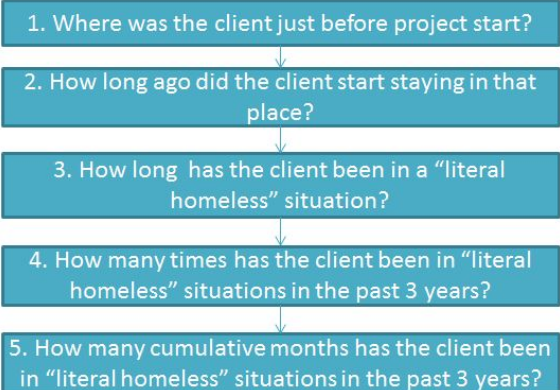 1. Where was the client just before project start?
2. How long ago did the client start staying in that
place?
3. How long has the client been in a “literal
homeless” situation?
4. How many times has the client been in “literal
homeless” situations in the past 3 years?
5. How many cumulative months has the client been
in “literal homeless” situations in the past 3 years?